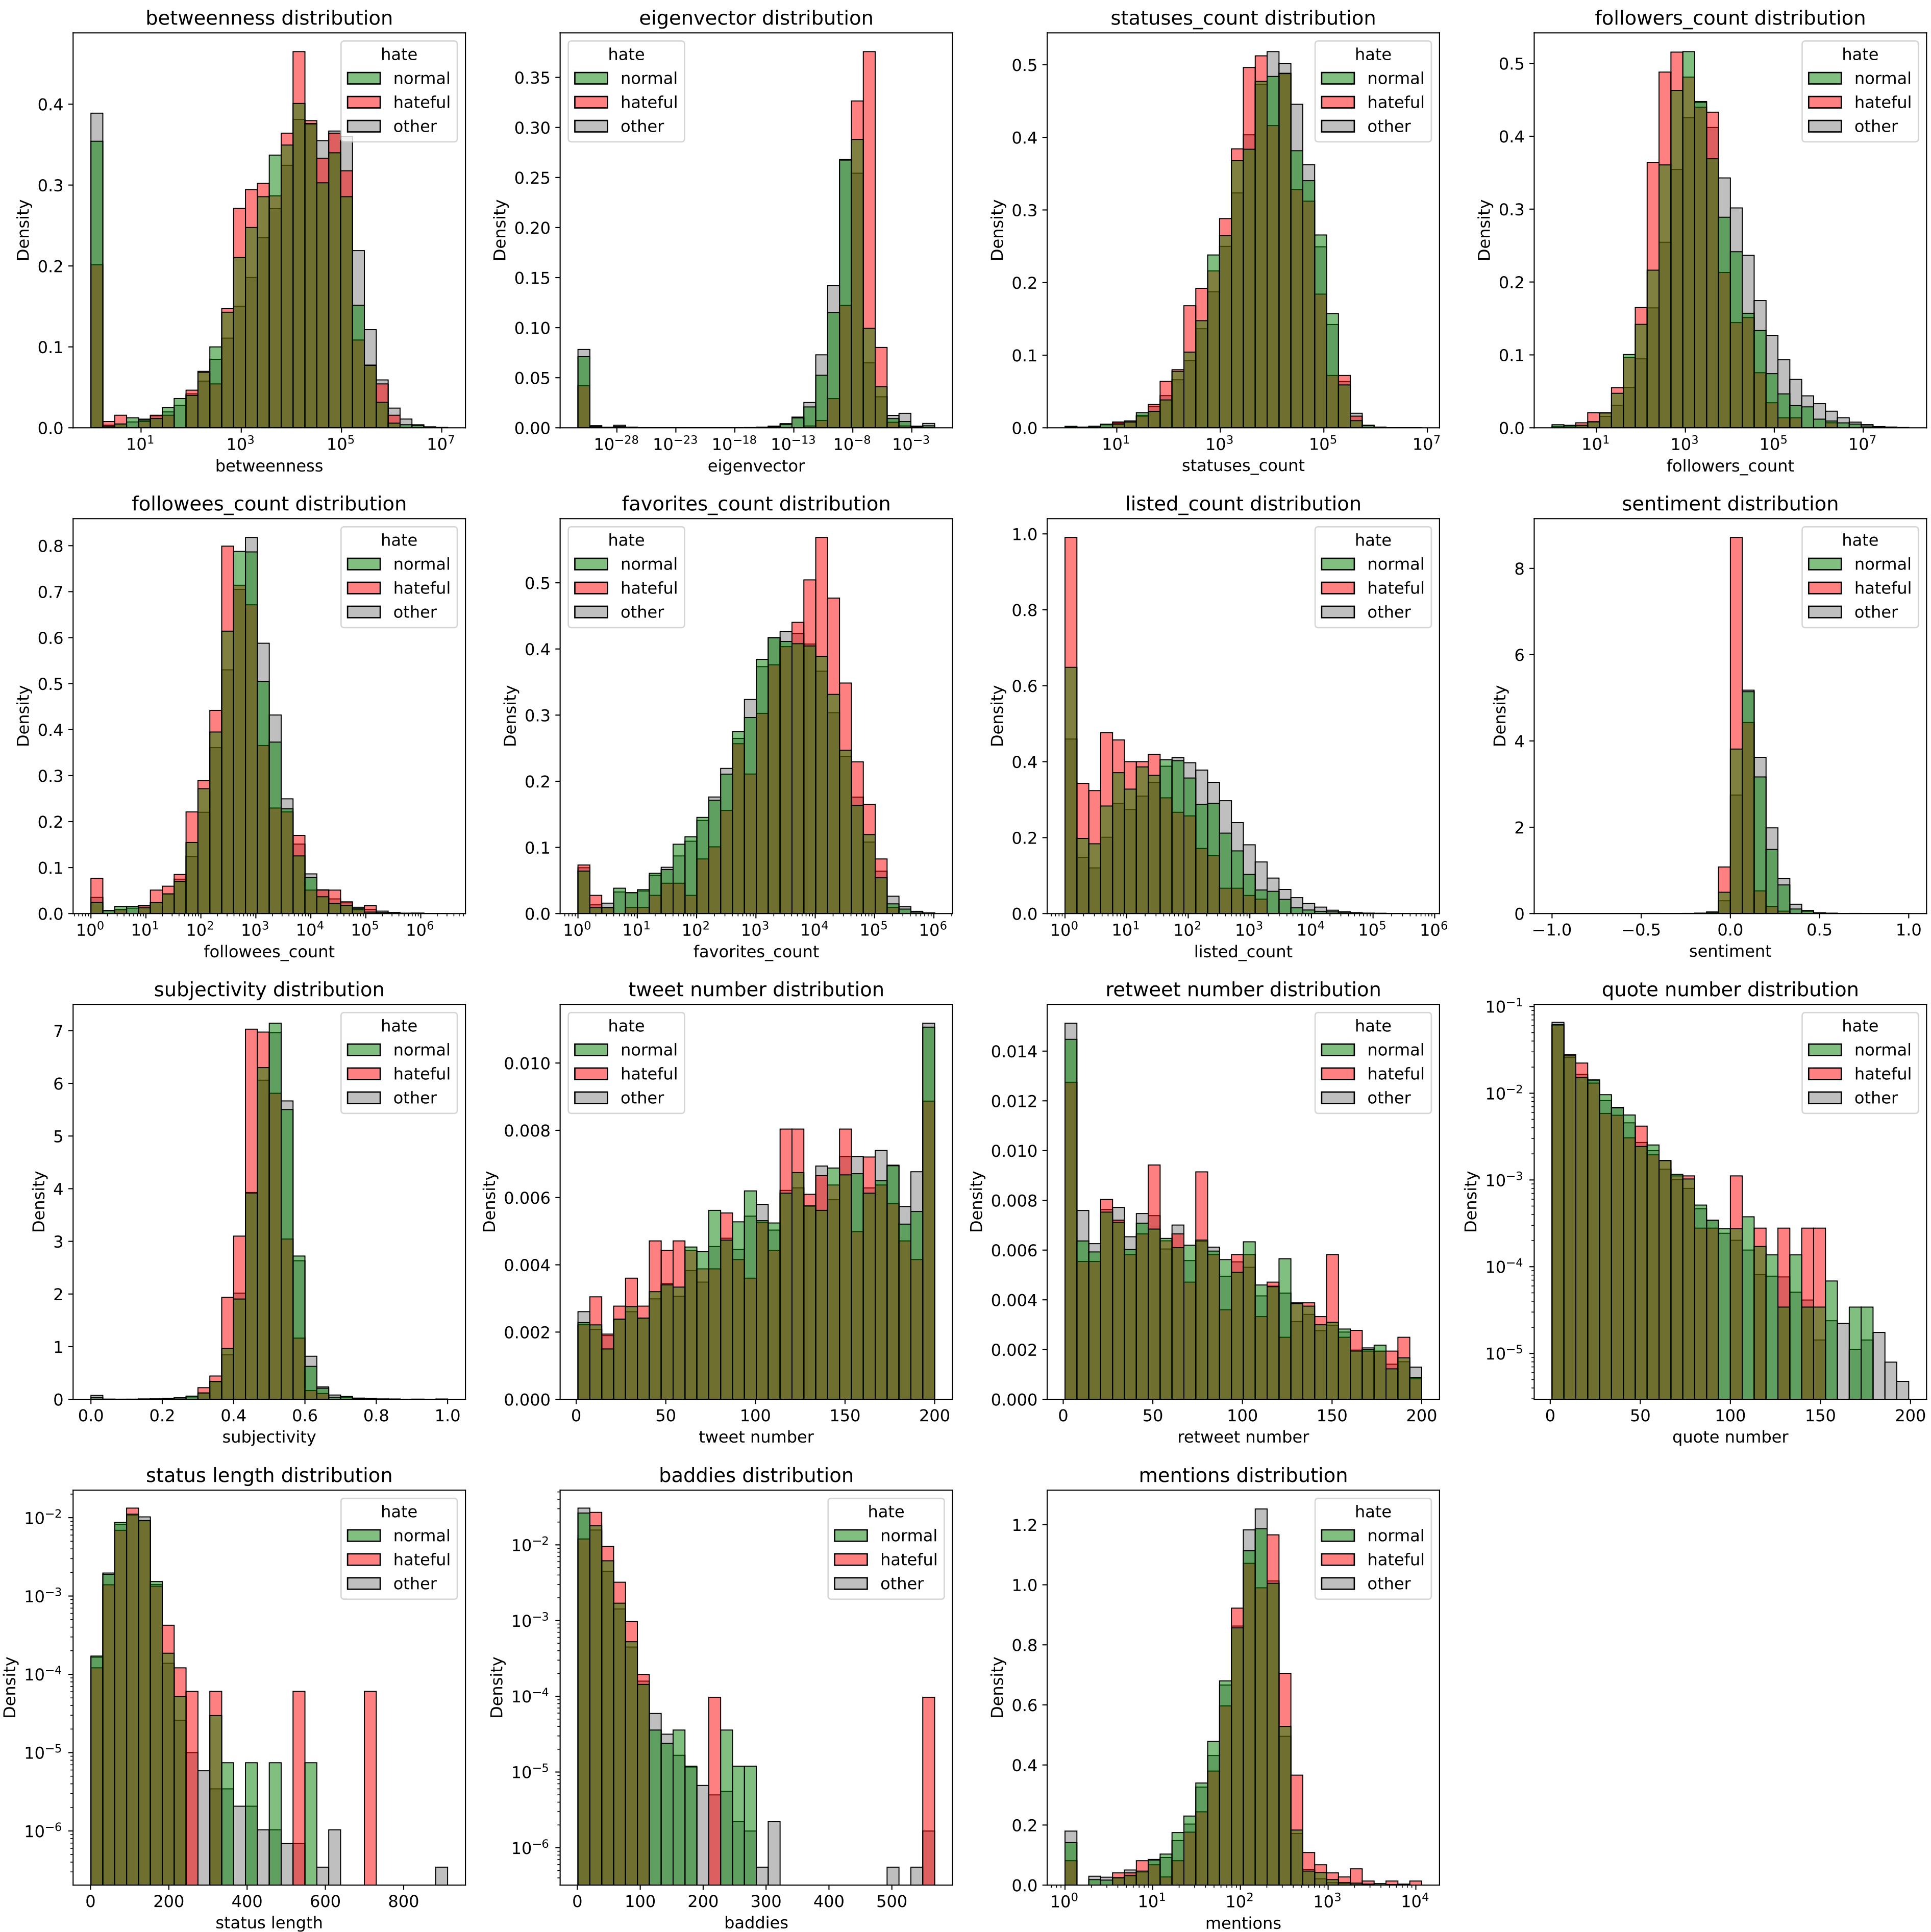 betweenness distribution
hate
normal
hateful
other
Density
0.4
0.3
0.2
0.1
0.0
10¹
10³
10⁵
10⁷
betweenness
eigenvector distribution
hate
normal
hateful
other
Density
0.35
0.30
0.25
0.20
0.15
0.10
0.05
0.00
10⁻²⁸
10⁻²³
10⁻¹⁸
10⁻¹³
10⁻⁸
10⁻³
eigenvector
statuses_count distribution
hate
normal
hateful
other
Density
0.5
0.4
0.3
0.2
0.1
0.0
10¹
10³
10⁵
10⁷
statuses_count
followers_count distribution
hate
normal
hateful
other
Density
0.5
0.4
0.3
0.2
0.1
0.0
10¹
10³
10⁵
10⁷
followers_count
followees_count distribution
hate
normal
hateful
other
Density
0.8
0.7
0.6
0.5
0.4
0.3
0.2
0.1
0.0
10⁰
10¹
10²
10³
10⁴
10⁵
10⁶
followees_count
favorites_count distribution
hate
normal
hateful
other
Density
0.5
0.4
0.3
0.2
0.1
0.0
10⁰
10¹
10²
10³
10⁴
10⁵
10⁶
favorites_count
listed_count distribution
hate
normal
hateful
other
Density
1.0
0.8
0.6
0.4
0.2
0.0
10⁰
10¹
10²
10³
10⁴
10⁵
10⁶
listed_count
sentiment distribution
hate
normal
hateful
other
Density
8
6
4
2
0
−1.0
−0.5
0.0
0.5
1.0
sentiment
subjectivity distribution
hate
normal
hateful
other
Density
7
6
5
4
3
2
1
0
0.0
0.2
0.4
0.6
0.8
1.0
subjectivity
tweet number distribution
hate
normal
hateful
other
Density
0.010
0.008
0.006
0.004
0.002
0.000
0
50
100
150
200
tweet number
retweet number distribution
hate
normal
hateful
other
Density
0.014
0.012
0.010
0.008
0.006
0.004
0.002
0.000
0
50
100
150
200
retweet number
quote number distribution
hate
normal
hateful
other
Density
10⁻¹
10⁻²
10⁻³
10⁻⁴
10⁻⁵
0
50
100
150
200
quote number
status length distribution
hate
normal
hateful
other
Density
10⁻²
10⁻³
10⁻⁴
10⁻⁵
10⁻⁶
0
200
400
600
800
status length
baddies distribution
hate
normal
hateful
other
Density
10⁻²
10⁻³
10⁻⁴
10⁻⁵
10⁻⁶
0
100
200
300
400
500
baddies
mentions distribution
hate
normal
hateful
other
Density
1.2
1.0
0.8
0.6
0.4
0.2
0.0
10⁰
10¹
10²
10³
10⁴
mentions